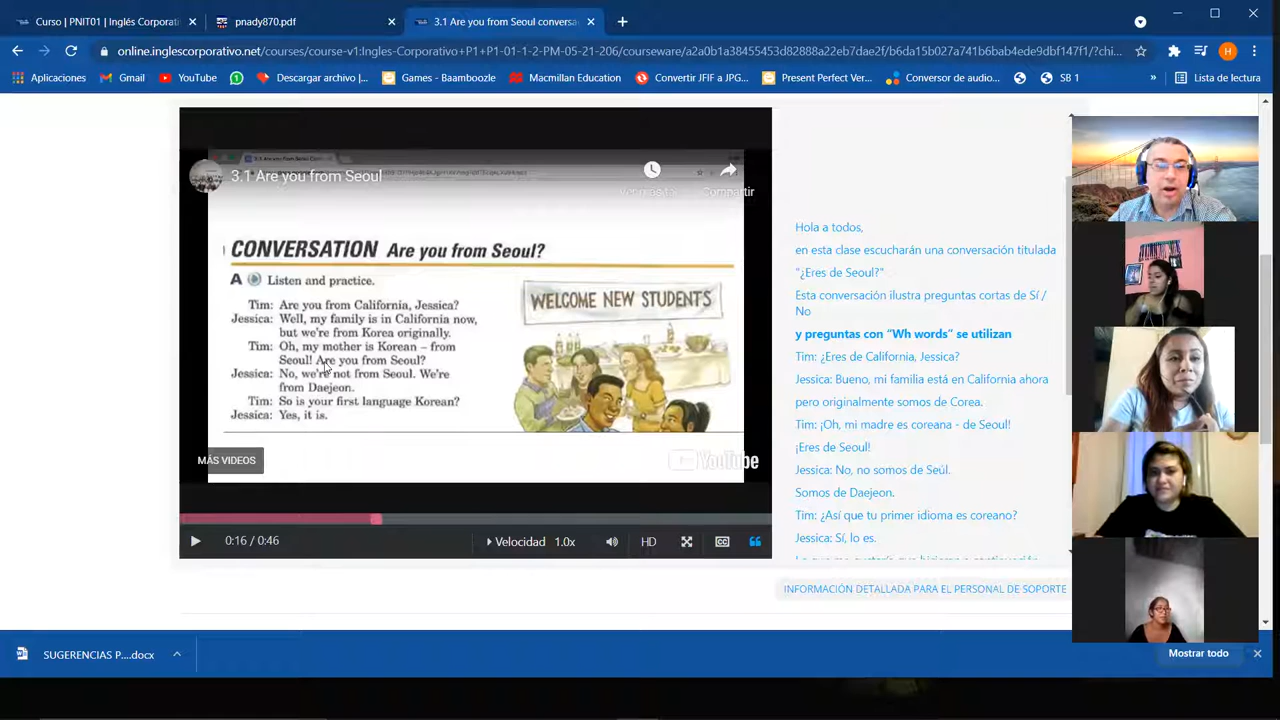 Curso | PNIT01 | Inglés Corporati
pnady870.pdf
3.1 Are you from Seoul conversa
online.inglescorporativo.net/courses/course-v1:Ingles-Corporativo+P1+P1-01-1-2-PM-05-21-206/courseware/a2a0b1a38455453d82888a22eb7dae2f/b6da15b027a741b6bab4ede9dbf147f1/?chi...
H
Aplicaciones
Gmail
YouTube
Descargar archivo |...
Games - Baamboozle
Macmillan Education
Convertir JFIF a JPG...
Present Perfect Ver...
Conversor de audio...
SB 1
»
Lista de lectura
3.1 Are you from Seoul
Compartir
CONVERSATION Are you from Seoul?
A Listen and practice.
Tim: Are you from California, Jessica?
Jessica: Well, my family is in California now,
but we're from Korea originally.
Tim: Oh, my mother is Korean – from
Seoul! Are you from Seoul?
Jessica: No, we're not from Seoul. We're
from Daejeon.
Tim: So is your first language Korean?
Jessica: Yes, it is.
WELCOME NEW STUDENTS
MÁS VIDEOS
YouTube
0:16 / 0:46
Velocidad 1.0x
HD
Hola a todos,
en esta clase escucharán una conversación titulada
"¿Eres de Seúl?"
Esta conversación ilustra preguntas cortas de Sí /
No
y preguntas con "Wh words" se utilizan
Tim: ¿Eres de California, Jessica?
Jessica: Bueno, mi familia está en California ahora
pero originalmente somos de Corea.
Tim: ¡Oh, mi madre es coreana - de Seoul!
¡Eres de Seoul!
Jessica: No, no somos de Seúl.
Somos de Daejeon.
Tim: ¿Así que tu primer idioma es coreano?
Jessica: Sí, lo es.
INFORMACIÓN DETALLADA PARA EL PERSONAL DE SOPORTE
SUGERENCIAS P....docx
Mostrar todo